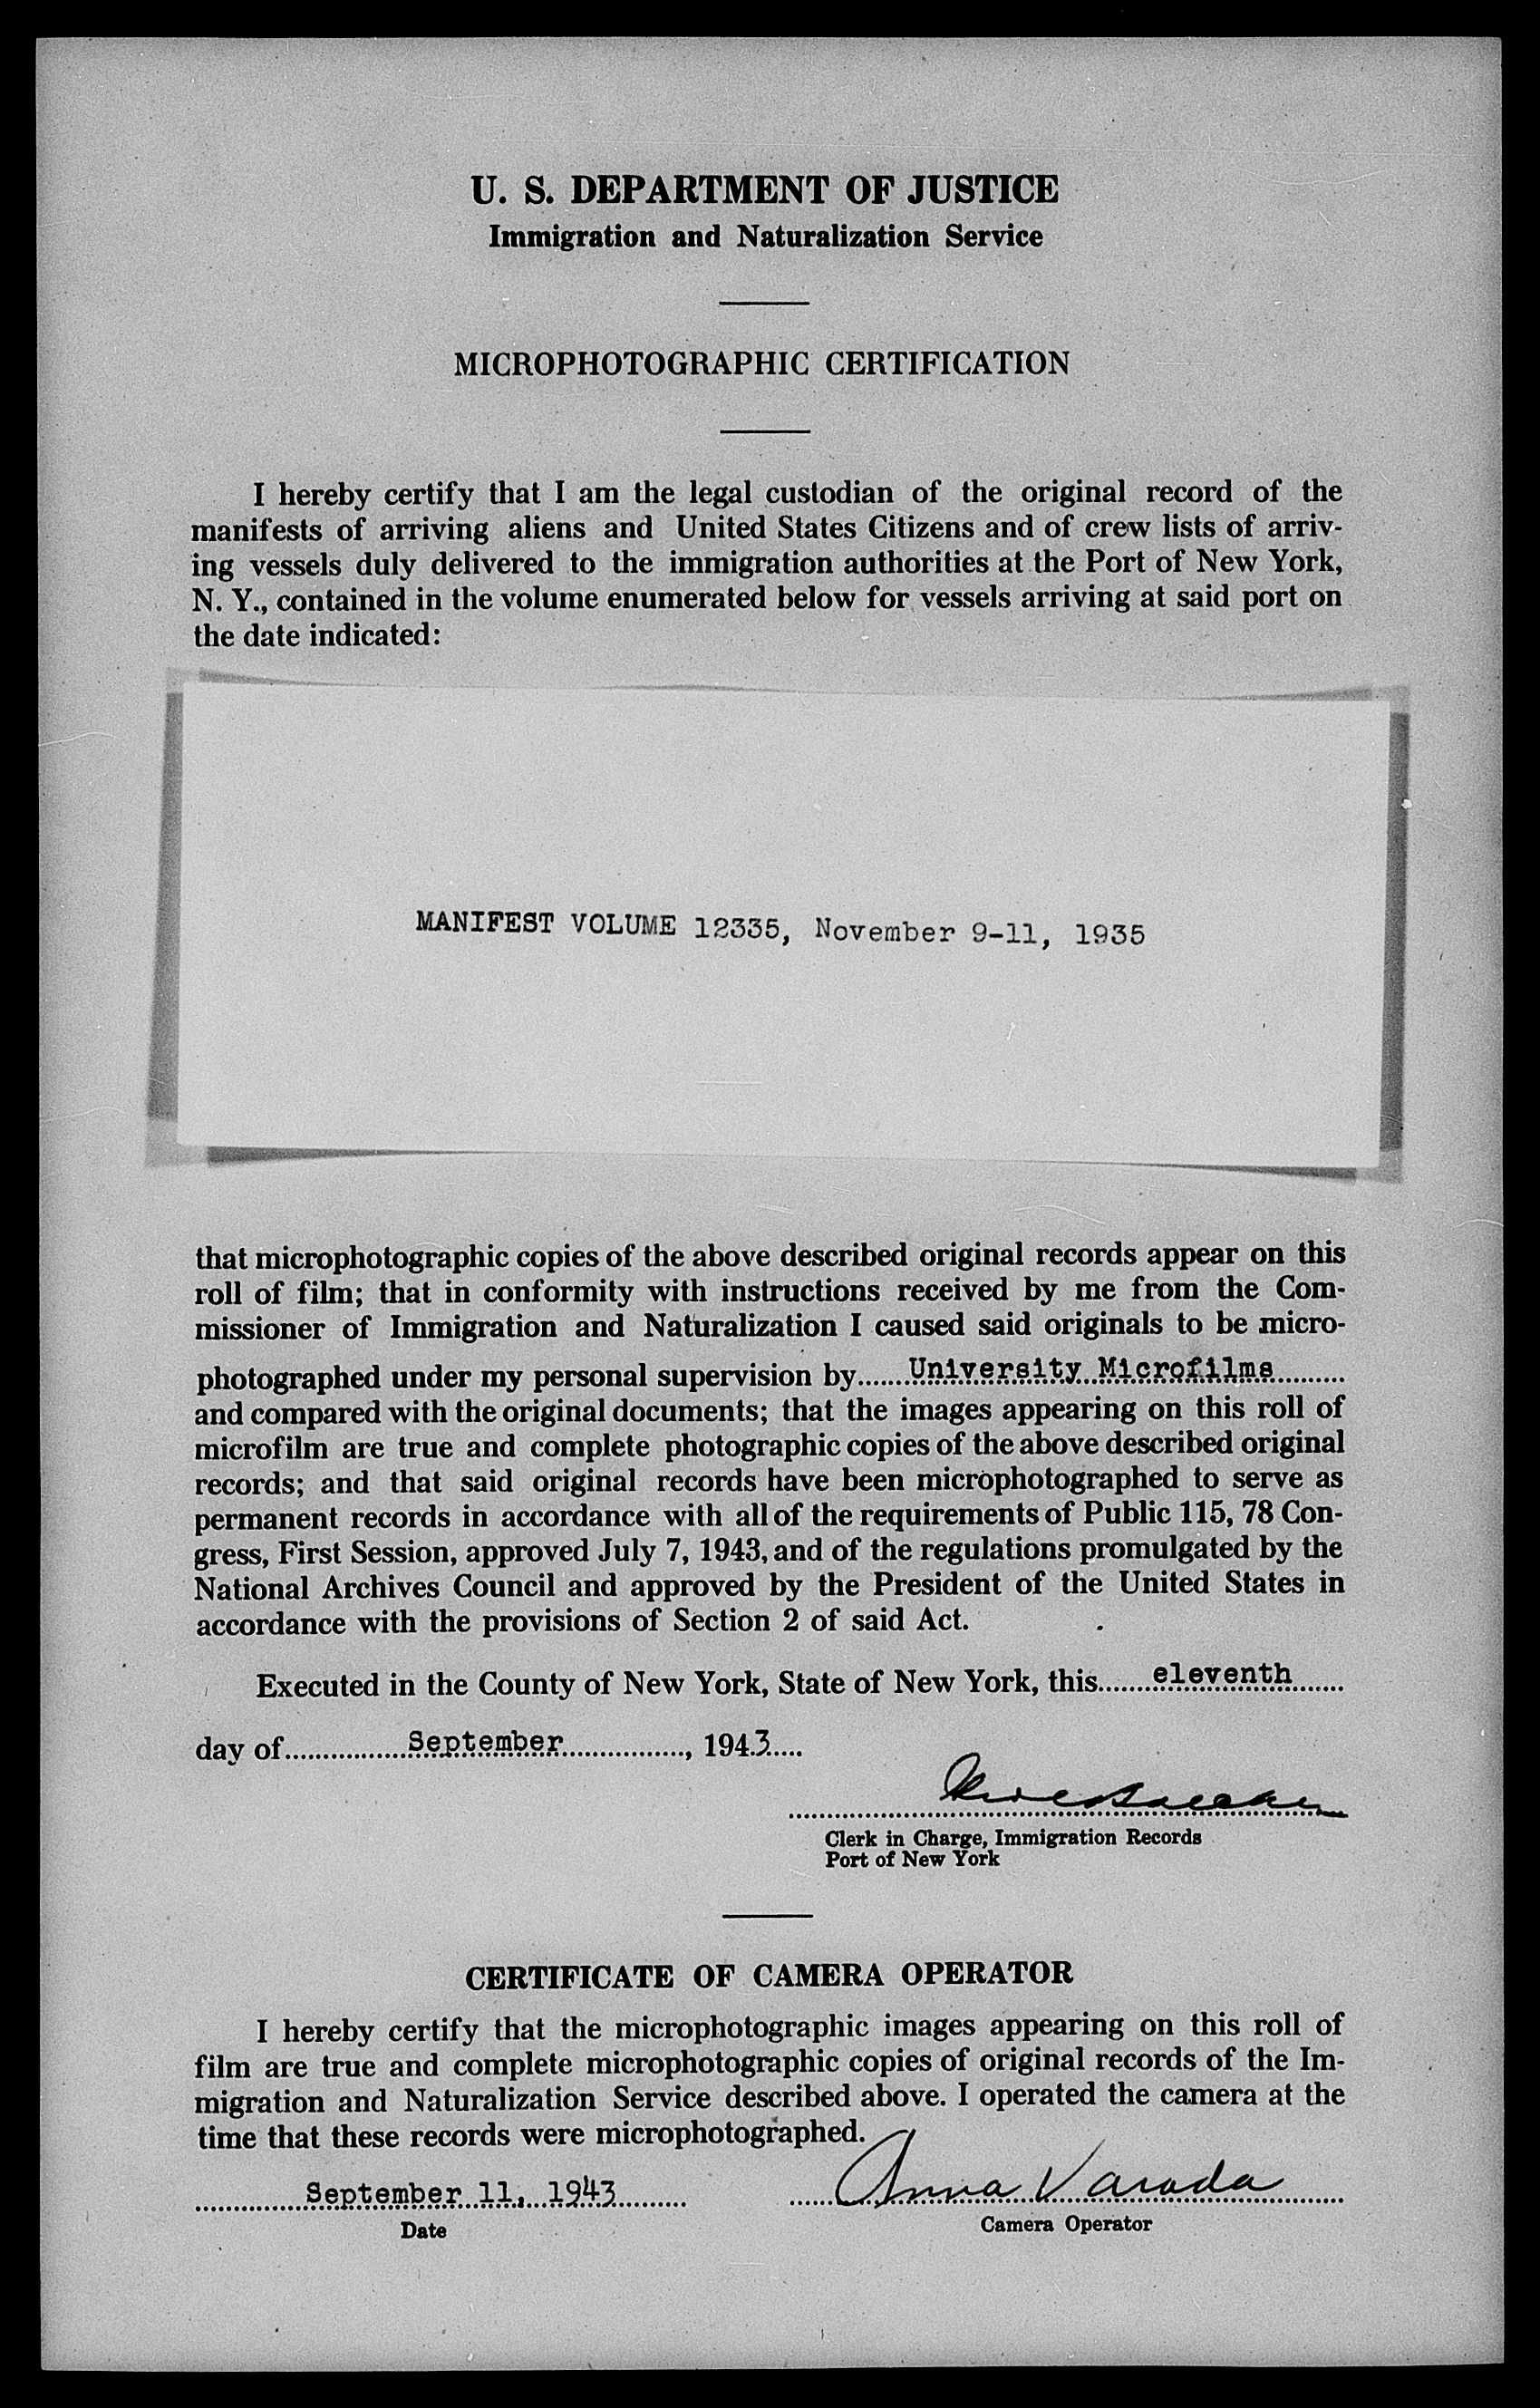 U. S. DEPARTMENT OF JUSTICE
Immigration and Naturalization Service
MICROPHOTOGRAPHIC CERTIFICATION
I hereby certify that I am the legal custodian of the original record of the
manifests of arriving aliens and United States Citizens and of crew lists of arriv-
ing vessels duly delivered to the immigration authorities at the Port of New York,
N. Y., contained in the volume enumerated below for vessels arriving at said port on
the date indicated:
MANIFEST VOLUME 12335, November 9-11, 1935
that microphotographic copies of the above described original records appear on this
roll of film; that in conformity with instructions received by me from the Com-
missioner of Immigration and Naturalization I caused said originals to be micro-
photographed under my personal supervision by.......University Microfilms.........
and compared with the original documents; that the images appearing on this roll of
microfilm are true and complete photographic copies of the above described original
records; and that said original records have been microphotographed to serve as
permanent records in accordance with all of the requirements of Public 115, 78 Con-
gress, First Session, approved July 7, 1943, and of the regulations promulgated by the
National Archives Council and approved by the President of the United States in
accordance with the provisions of Section 2 of said Act.
Executed in the County of New York, State of New York, this.......eleventh.......
day of................September................, 1943.....
Clerk in Charge, Immigration Records
Port of New York
CERTIFICATE OF CAMERA OPERATOR
I hereby certify that the microphotographic images appearing on this roll of
film are true and complete microphotographic copies of original records of the Im-
migration and Naturalization Service described above. I operated the camera at the
time that these records were microphotographed.
September 11, 1943 Anna Varada
Date Camera Operator